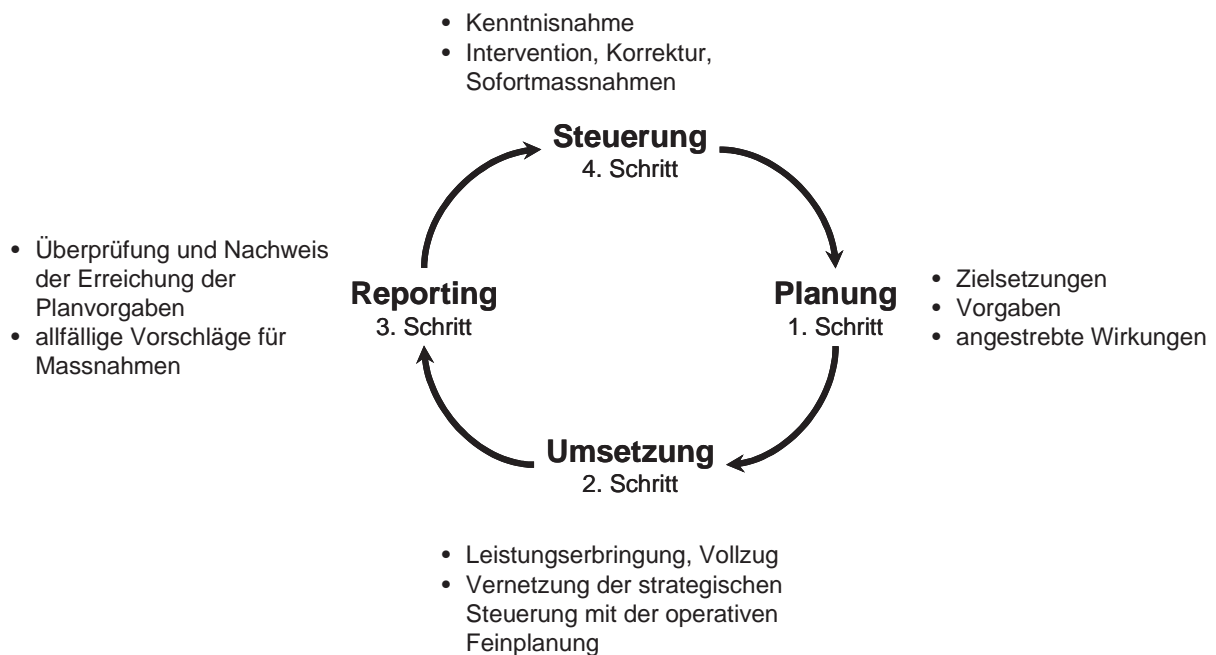 • Kenntnisnahme
• Intervention, Korrektur,
Sofortmassnahmen
Steuerung
4. Schritt
• Überprüfung und Nachweis
der Erreichung der
Planvorgaben
• allfällige Vorschläge für
Massnahmen
Reporting
3. Schritt
Planung
1. Schritt
• Zielsetzungen
• Vorgaben
• angestrebte Wirkungen
Umsetzung
2. Schritt
• Leistungserbringung, Vollzug
• Vernetzung der strategischen
Steuerung mit der operativen
Feinplanung